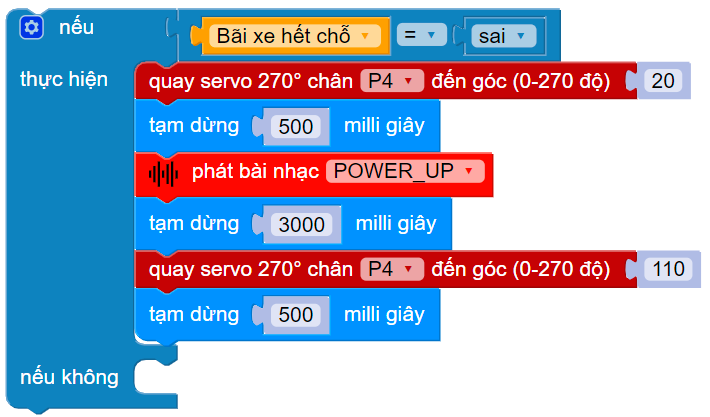 nếu Bãi xe hết chỗ = sai
thực hiện quay servo 270° chân P4 đến góc (0-270 độ) 20
tạm dừng 500 milli giây
phát bài nhạc POWER_UP
tạm dừng 3000 milli giây
quay servo 270° chân P4 đến góc (0-270 độ) 110
tạm dừng 500 milli giây
nếu không